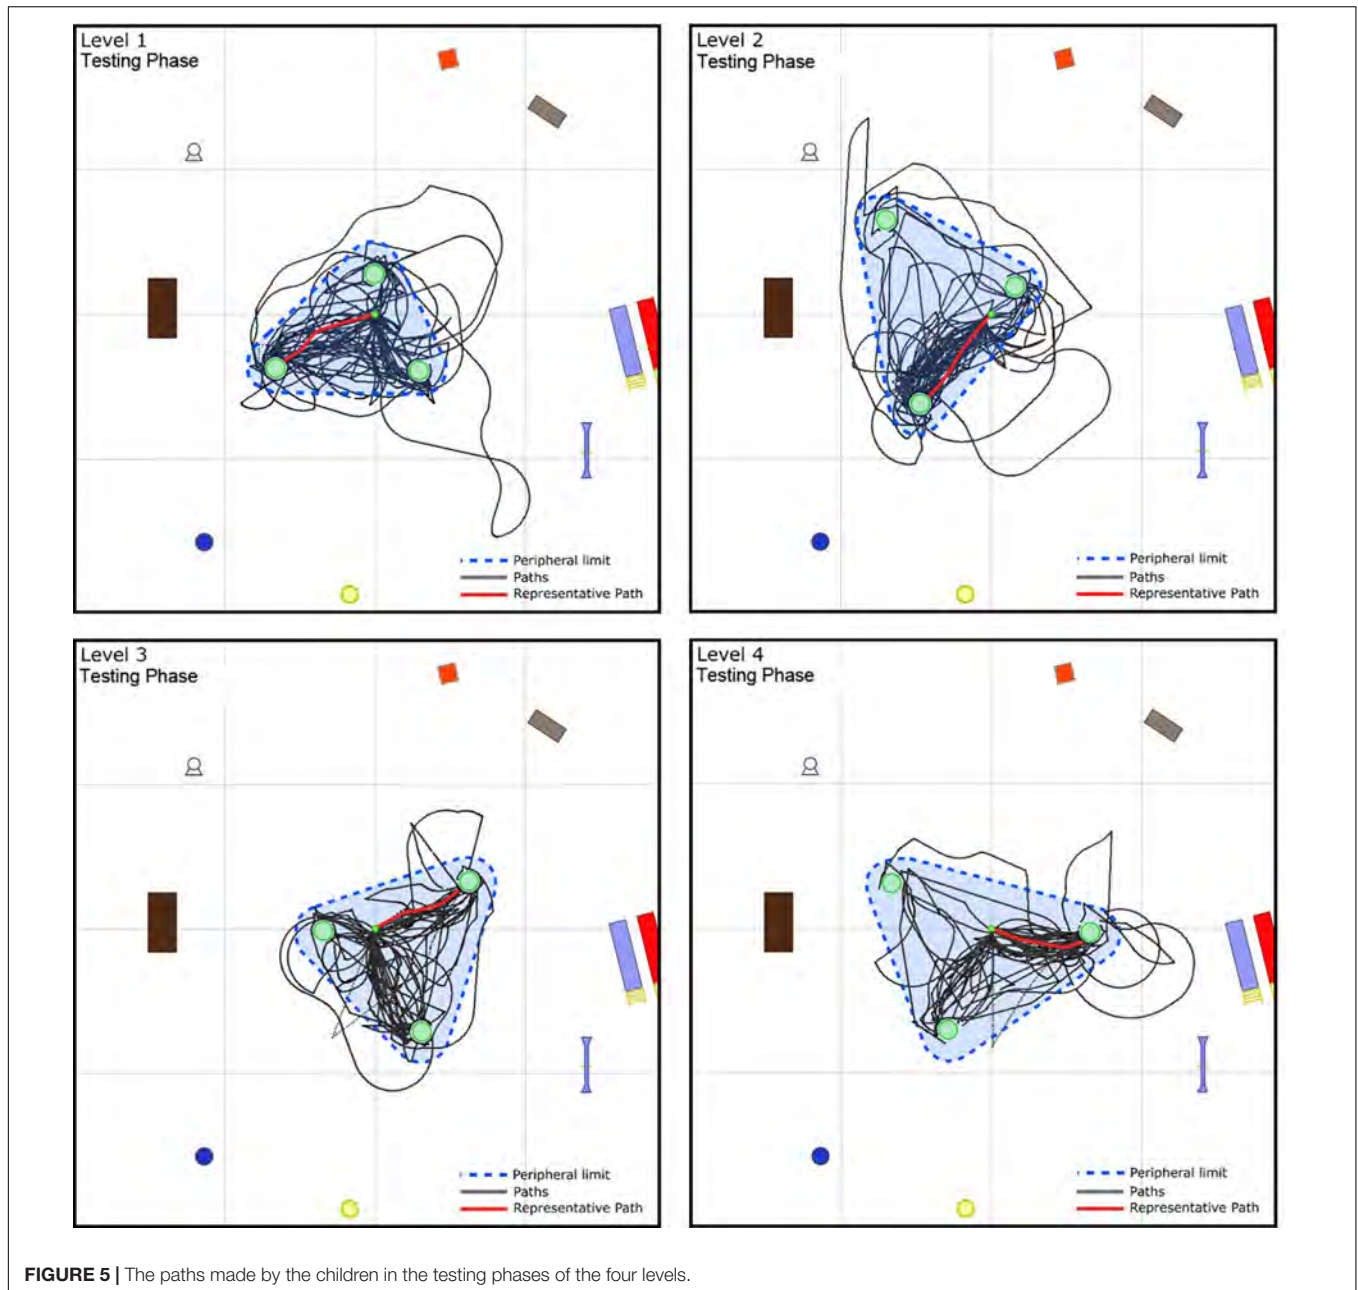 Level 1
Testing Phase
Peripheral limit
Paths
Representative Path
Level 2
Testing Phase
Peripheral limit
Paths
Representative Path
Level 3
Testing Phase
Peripheral limit
Paths
Representative Path
Level 4
Testing Phase
Peripheral limit
Paths
Representative Path
FIGURE 5 | The paths made by the children in the testing phases of the four levels.